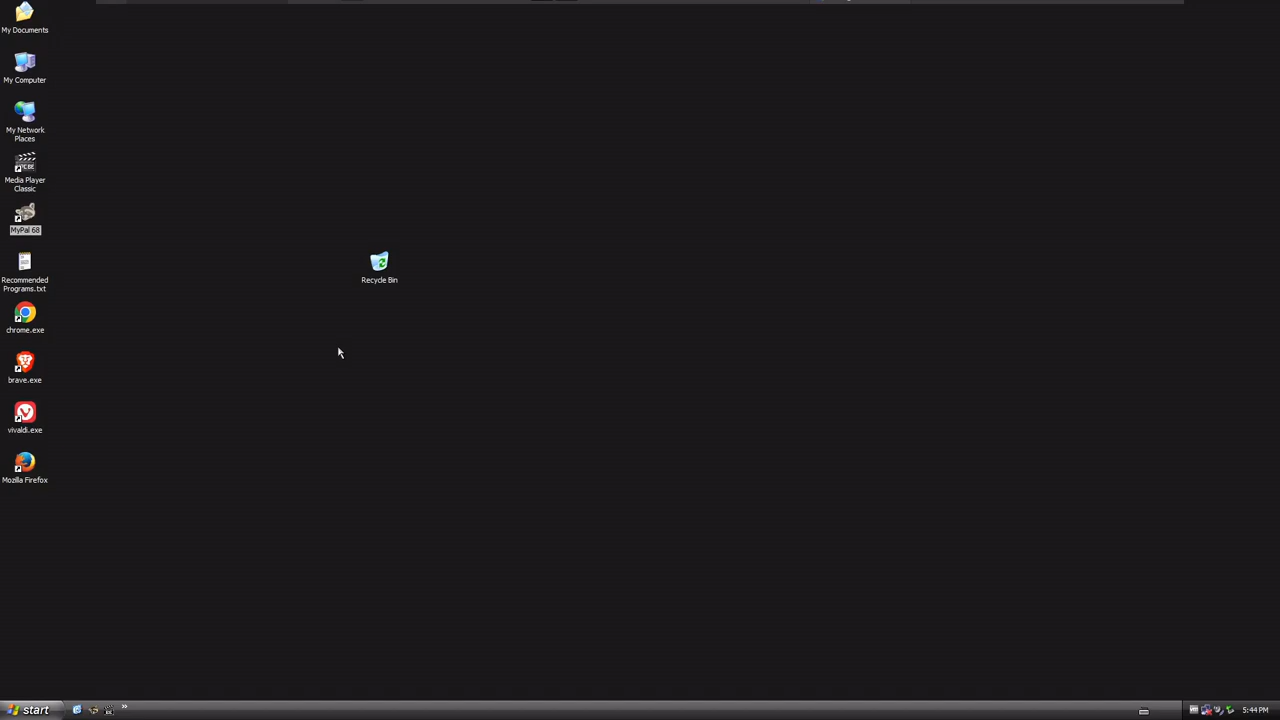 My Documents
My Computer
My Network
Places
Media Player
Classic
MyPal 68
Recommended
Programs.txt
chrome.exe
brave.exe
vivaldi.exe
Mozilla Firefox
Recycle Bin
start
5:44 PM